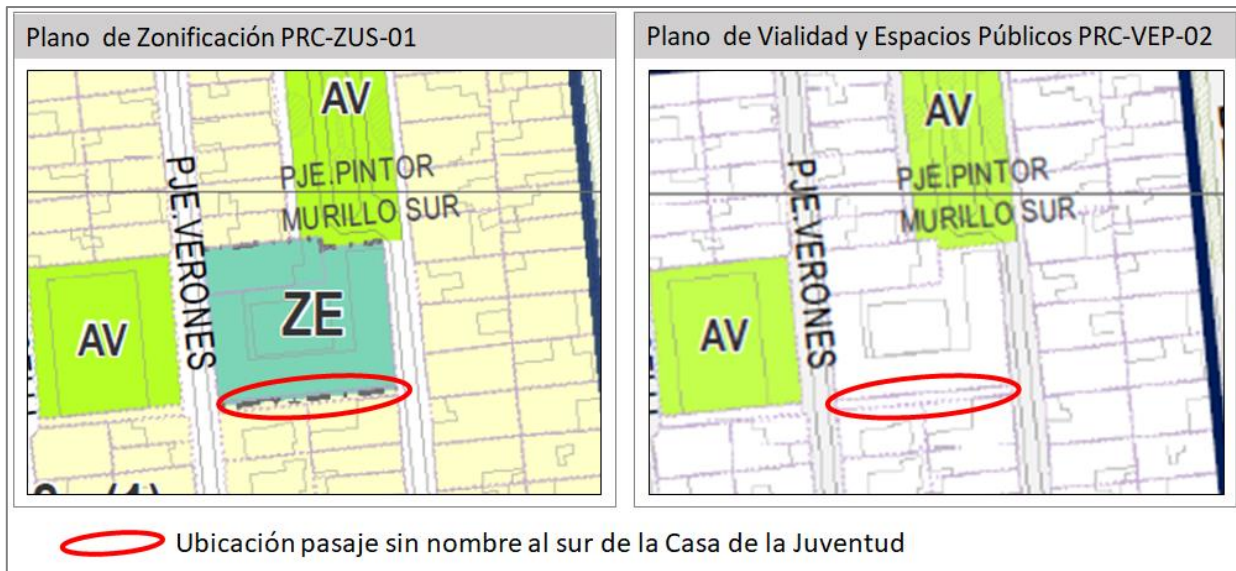 Plano de Zonificación PRC-ZUS-01
AV
PJE.PINTOR
MURILLO SUR
PJE.VERONES
ZE
AV
Plano de Vialidad y Espacios Públicos PRC-VEP-02
AV
PJE.PINTOR
MURILLO SUR
PJE.VERONES
AV
Ubicación pasaje sin nombre al sur de la Casa de la Juventud